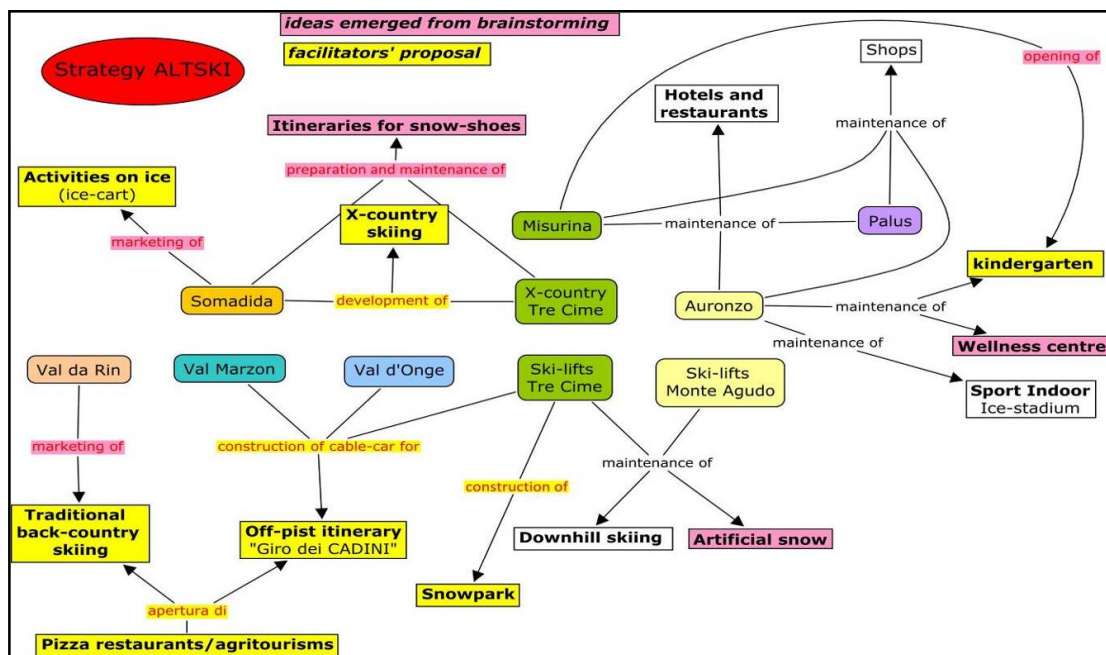 ideas emerged from brainstorming
facilitators' proposal
Strategy ALTSKI
Shops
opening of
Hotels and
restaurants
Itineraries for snow-shoes
maintenance of
preparation and maintenance of
Activities on ice
(ice-cart)
X-country
skiing
Misurina
maintenance of
Palus
marketing of
kindergarten
Somadida
development of
X-country
Tre Cime
Auronzo
maintenance of
maintenance of
Wellness centre
Val da Rin
Val Marzon
Val d'Onge
Ski-lifts
Tre Cime
Ski-lifts
Monte Agudo
Sport Indoor
Ice-stadium
marketing of
construction of cable-car for
maintenance of
construction of
Traditional
back-country
skiing
Off-pist itinerary
"Giro dei CADINI"
Downhill skiing
Artificial snow
Snowpark
apertura di
Pizza restaurants/agritourisms